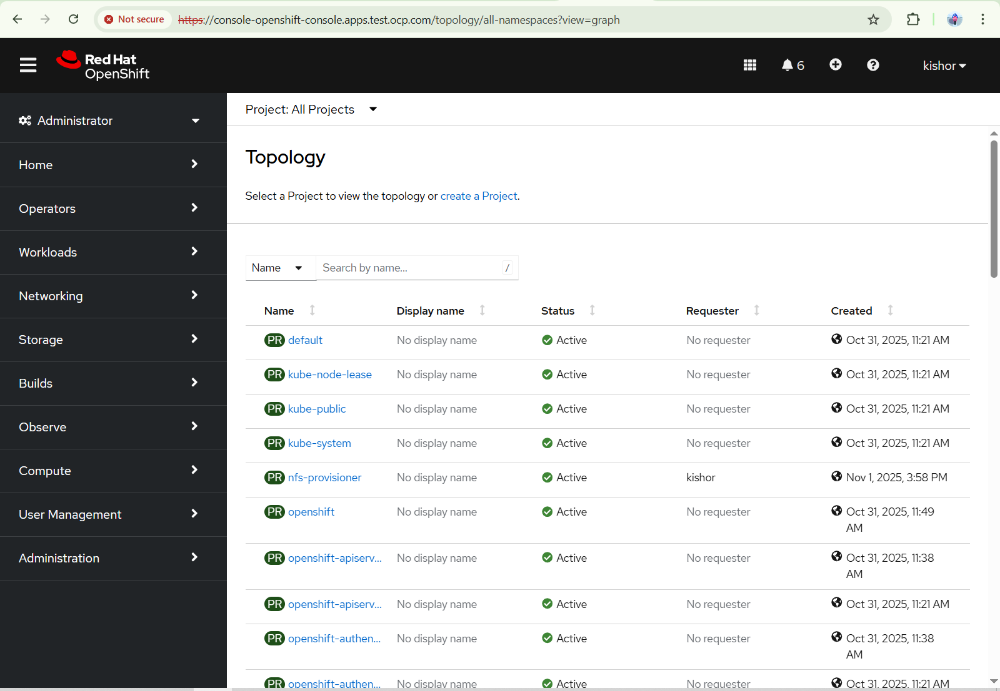 Not secure https://console-openshift-console.apps.test.ocp.com/topology/all-namespaces?view=graph
Red Hat
OpenShift
6
kishor
Administrator
Home
Operators
Workloads
Networking
Storage
Builds
Observe
Compute
User Management
Administration
Project: All Projects
Topology
Select a Project to view the topology or create a Project.
Name Search by name... /
Name Display name Status Requester Created
PR default No display name Active No requester Oct 31, 2025, 11:21 AM
PR kube-node-lease No display name Active No requester Oct 31, 2025, 11:21 AM
PR kube-public No display name Active No requester Oct 31, 2025, 11:21 AM
PR kube-system No display name Active No requester Oct 31, 2025, 11:21 AM
PR nfs-provisioner No display name Active kishor Nov 1, 2025, 3:58 PM
PR openshift No display name Active No requester Oct 31, 2025, 11:49
AM
PR openshift-apiserv... No display name Active No requester Oct 31, 2025, 11:38
AM
PR openshift-apiserv... No display name Active No requester Oct 31, 2025, 11:21 AM
PR openshift-authen... No display name Active No requester Oct 31, 2025, 11:38
AM
PR openshift-authen... No display name Active No requester Oct 31, 2025, 11:21 AM